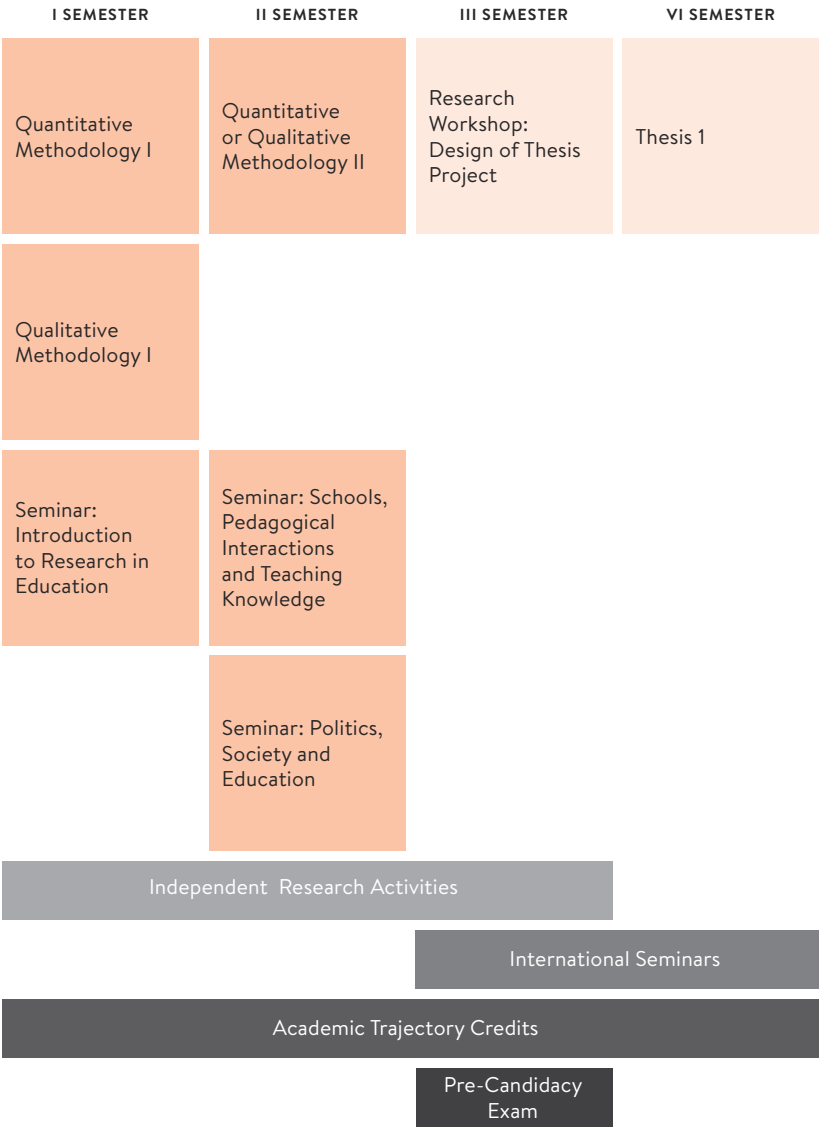 I SEMESTER
II SEMESTER
III SEMESTER
VI SEMESTER
Quantitative
Methodology I
Quantitative
or Qualitative
Methodology II
Research
Workshop:
Design of Thesis
Project
Thesis 1
Qualitative
Methodology I
Seminar:
Introduction
to Research in
Education
Seminar: Schools,
Pedagogical
Interactions
and Teaching
Knowledge
Seminar: Politics,
Society and
Education
Independent Research Activities
International Seminars
Academic Trajectory Credits
Pre-Candidacy
Exam